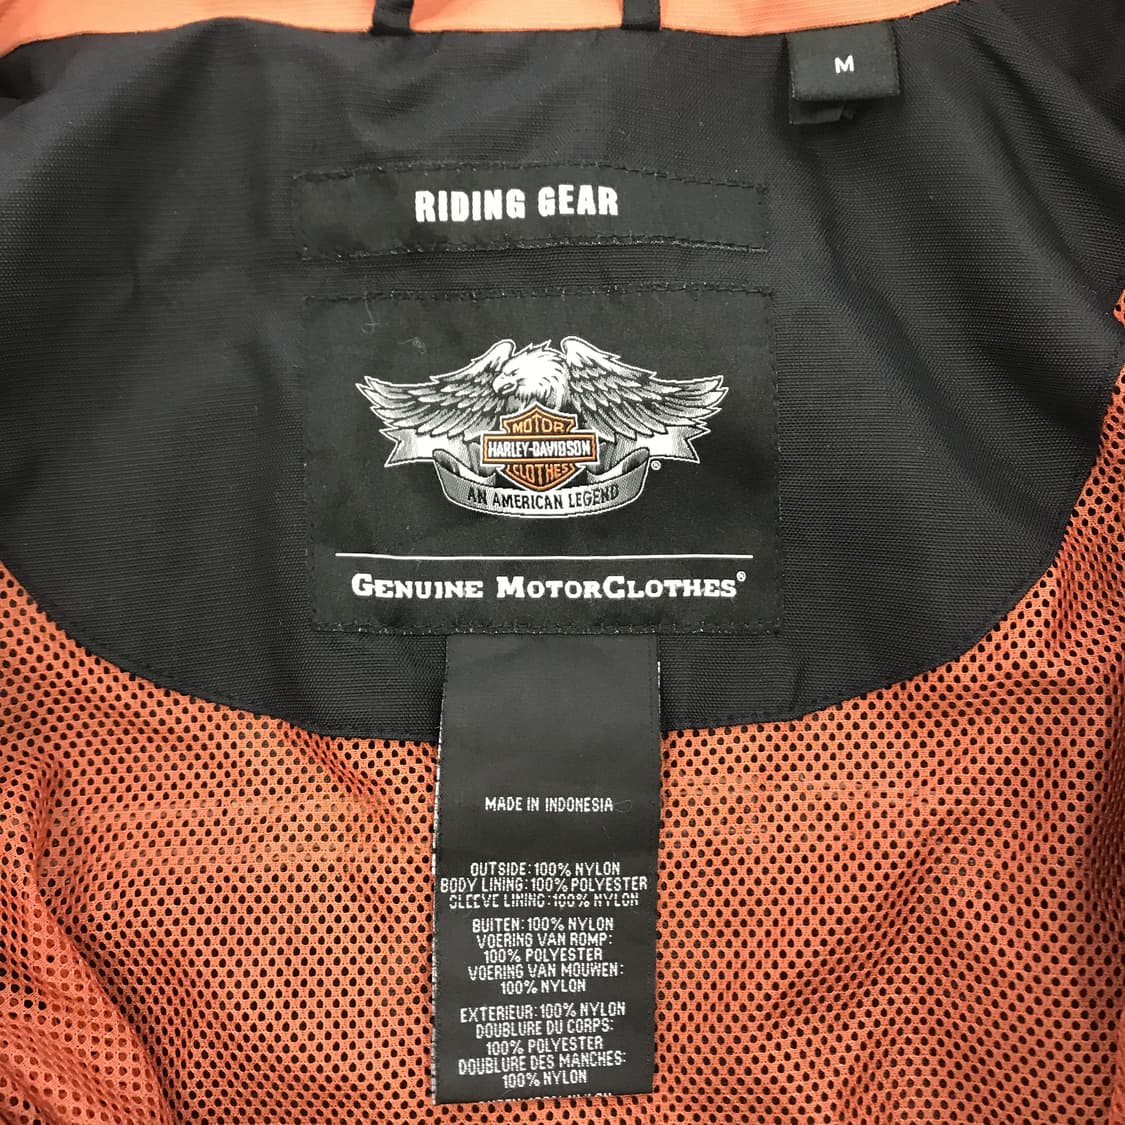 M
RIDING GEAR
MOTOR
HARLEY-DAVIDSON
CLOTHES
®
AN AMERICAN LEGEND
GENUINE MOTORCLOTHES®
MADE IN INDONESIA
OUTSIDE: 100% NYLON
BODY LINING: 100% POLYESTER
SLEEVE LINING: 100% NYLON
BUITEN: 100% NYLON
VOERING VAN ROMP:
100% POLYESTER
VOERING VAN MOUWEN:
100% NYLON
EXTERIEUR: 100% NYLON
DOUBLURE DU CORPS:
100% POLYESTER
DOUBLURE DES MANCHES:
100% NYLON